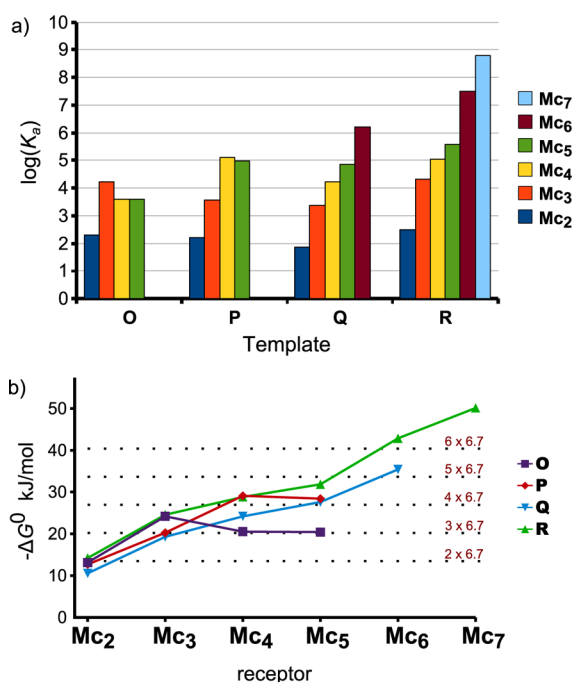 a)
10
9
8
7
6
5
4
3
2
1
0
log(Kₐ)
O P Q R
Template
Mc₇
Mc₆
Mc₅
Mc₄
Mc₃
Mc₂
b)
50
40
30
20
10
0
-ΔG⁰ kJ/mol
6 x 6.7
5 x 6.7
4 x 6.7
3 x 6.7
2 x 6.7
O
P
Q
R
Mc₂ Mc₃ Mc₄ Mc₅ Mc₆ Mc₇
receptor